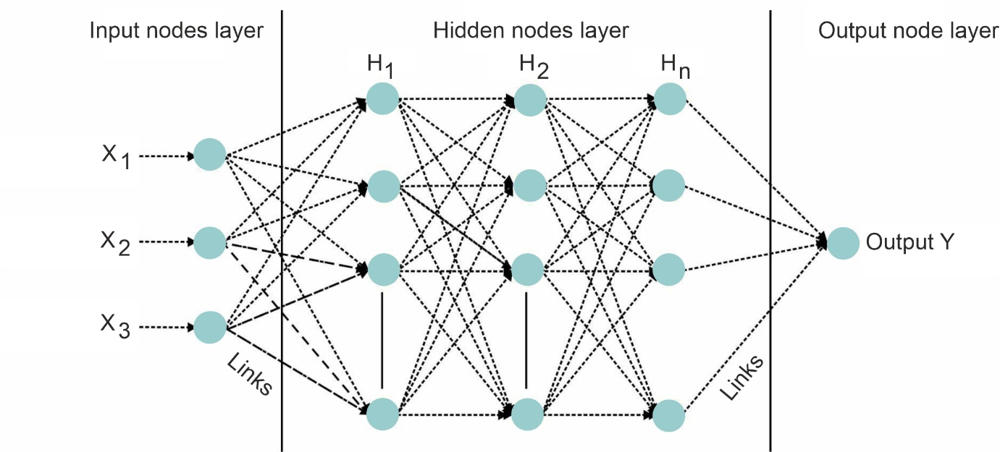 Input nodes layer
Hidden nodes layer
Output node layer
H1
H2
Hn
X1
X2
Output Y
X3
Links
Links